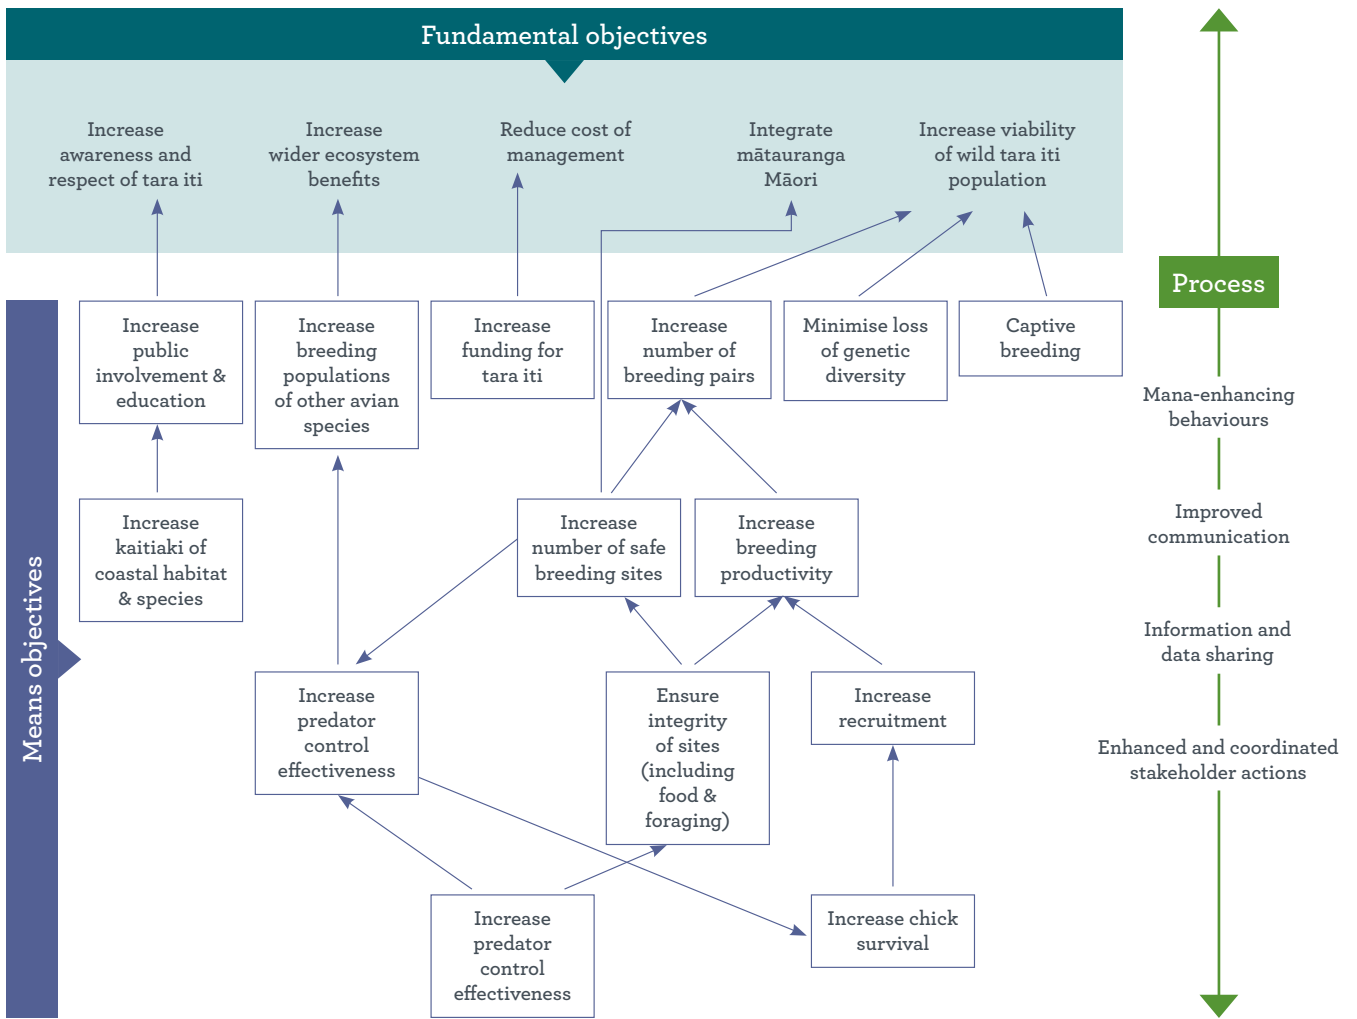 Fundamental objectives
Increase
awareness and
respect of tara iti
Increase
wider ecosystem
benefits
Reduce cost of
management
Integrate
mātauranga
Māori
Increase viability
of wild tara iti
population
Process
Means objectives
Increase
public
involvement &
education
Increase
breeding
populations
of other avian
species
Increase
funding for
tara iti
Increase
number of
breeding pairs
Minimise loss
of genetic
diversity
Captive
breeding
Mana-enhancing
behaviours
Increase
kaitiaki of
coastal habitat
& species
Increase
number of safe
breeding sites
Increase
breeding
productivity
Improved
communication
Information and
data sharing
Increase
predator
control
effectiveness
Ensure
integrity
of sites
(including
food &
foraging)
Increase
recruitment
Enhanced and coordinated
stakeholder actions
Increase
predator
control
effectiveness
Increase chick
survival